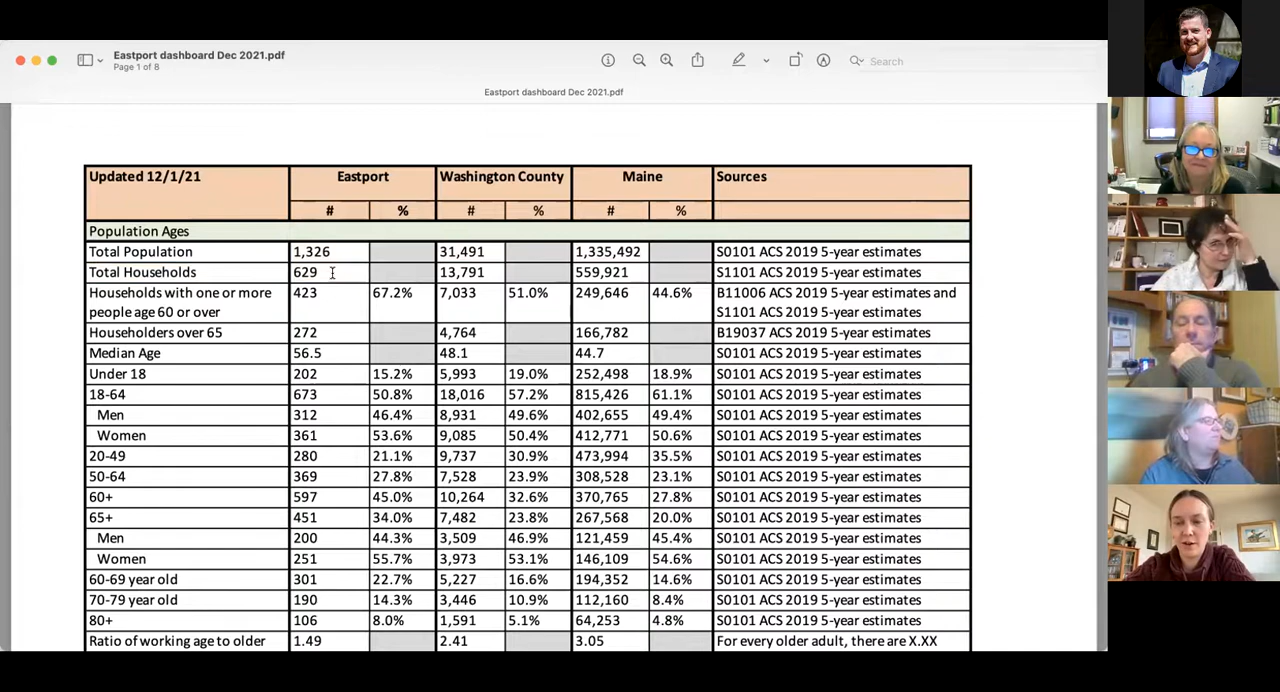 Eastport dashboard Dec 2021.pdf
Page 1 of 8
Search
Eastport dashboard Dec 2021.pdf
Updated 12/1/21 Eastport Washington County Maine Sources
# % # % # %
Population Ages
Total Population 1,326 31,491 1,335,492 S0101 ACS 2019 5-year estimates
Total Households 629 13,791 559,921 S1101 ACS 2019 5-year estimates
Households with one or more 423 67.2% 7,033 51.0% 249,646 44.6% B11006 ACS 2019 5-year estimates and
people age 60 or over S1101 ACS 2019 5-year estimates
Householders over 65 272 4,764 166,782 B19037 ACS 2019 5-year estimates
Median Age 56.5 48.1 44.7 S0101 ACS 2019 5-year estimates
Under 18 202 15.2% 5,993 19.0% 252,498 18.9% S0101 ACS 2019 5-year estimates
18-64 673 50.8% 18,016 57.2% 815,426 61.1% S0101 ACS 2019 5-year estimates
Men 312 46.4% 8,931 49.6% 402,655 49.4% S0101 ACS 2019 5-year estimates
Women 361 53.6% 9,085 50.4% 412,771 50.6% S0101 ACS 2019 5-year estimates
20-49 280 21.1% 9,737 30.9% 473,994 35.5% S0101 ACS 2019 5-year estimates
50-64 369 27.8% 7,528 23.9% 308,528 23.1% S0101 ACS 2019 5-year estimates
60+ 597 45.0% 10,264 32.6% 370,765 27.8% S0101 ACS 2019 5-year estimates
65+ 451 34.0% 7,482 23.8% 267,568 20.0% S0101 ACS 2019 5-year estimates
Men 200 44.3% 3,509 46.9% 121,459 45.4% S0101 ACS 2019 5-year estimates
Women 251 55.7% 3,973 53.1% 146,109 54.6% S0101 ACS 2019 5-year estimates
60-69 year old 301 22.7% 5,227 16.6% 194,352 14.6% S0101 ACS 2019 5-year estimates
70-79 year old 190 14.3% 3,446 10.9% 112,160 8.4% S0101 ACS 2019 5-year estimates
80+ 106 8.0% 1,591 5.1% 64,253 4.8% S0101 ACS 2019 5-year estimates
Ratio of working age to older 1.49 2.41 3.05 For every older adult, there are X.XX